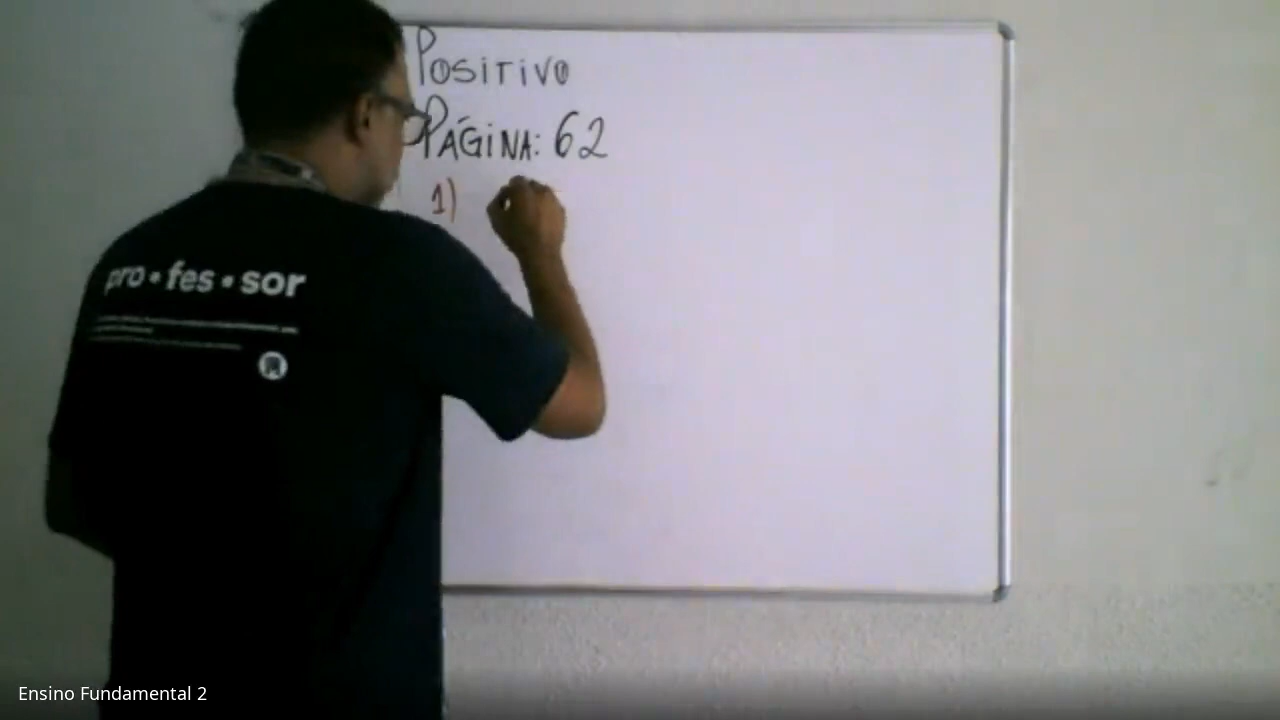 Positivo
Página: 62
1)
pro•fes•sor
Ensino Fundamental 2